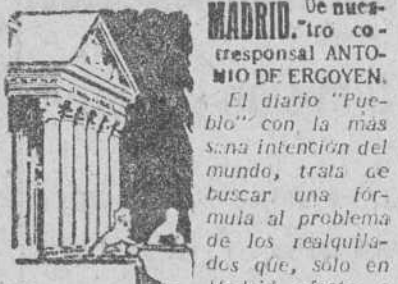 MADRID. De nues-
tro co-
rresponsal ANTO-
NIO DE ERGOYEN.
El diario "Pue-
blo" con la más
sana intención del
mundo, trata de
buscar una fór-
mula al problema
de los realquila-
dos que, sólo en